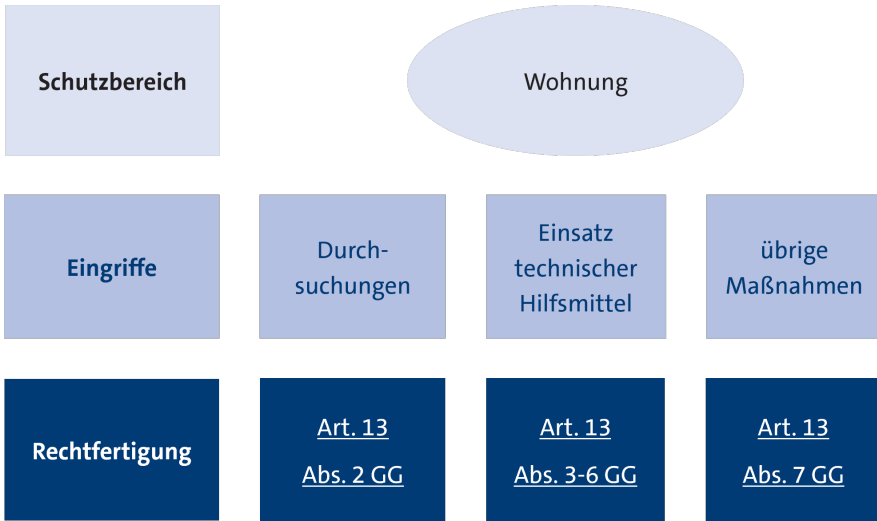 Schutzbereich
Wohnung
Eingriffe
Durch-
suchungen
Einsatz
technischer
Hilfsmittel
übrige
Maßnahmen
Rechtfertigung
Art. 13
Abs. 2 GG
Art. 13
Abs. 3-6 GG
Art. 13
Abs. 7 GG